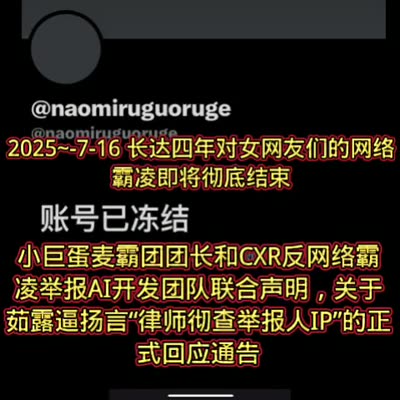 @naomiruguoruge
@naomiruguoruge
2025~-7-16 长达四年对女网友们的网络
霸凌即将彻底结束
账号已冻结
小巨蛋麦霸团团长和CXR反网络霸
凌举报AI开发团队联合声明，关于
茹露逼扬言“律师彻查举报人IP”的正
式回应通告